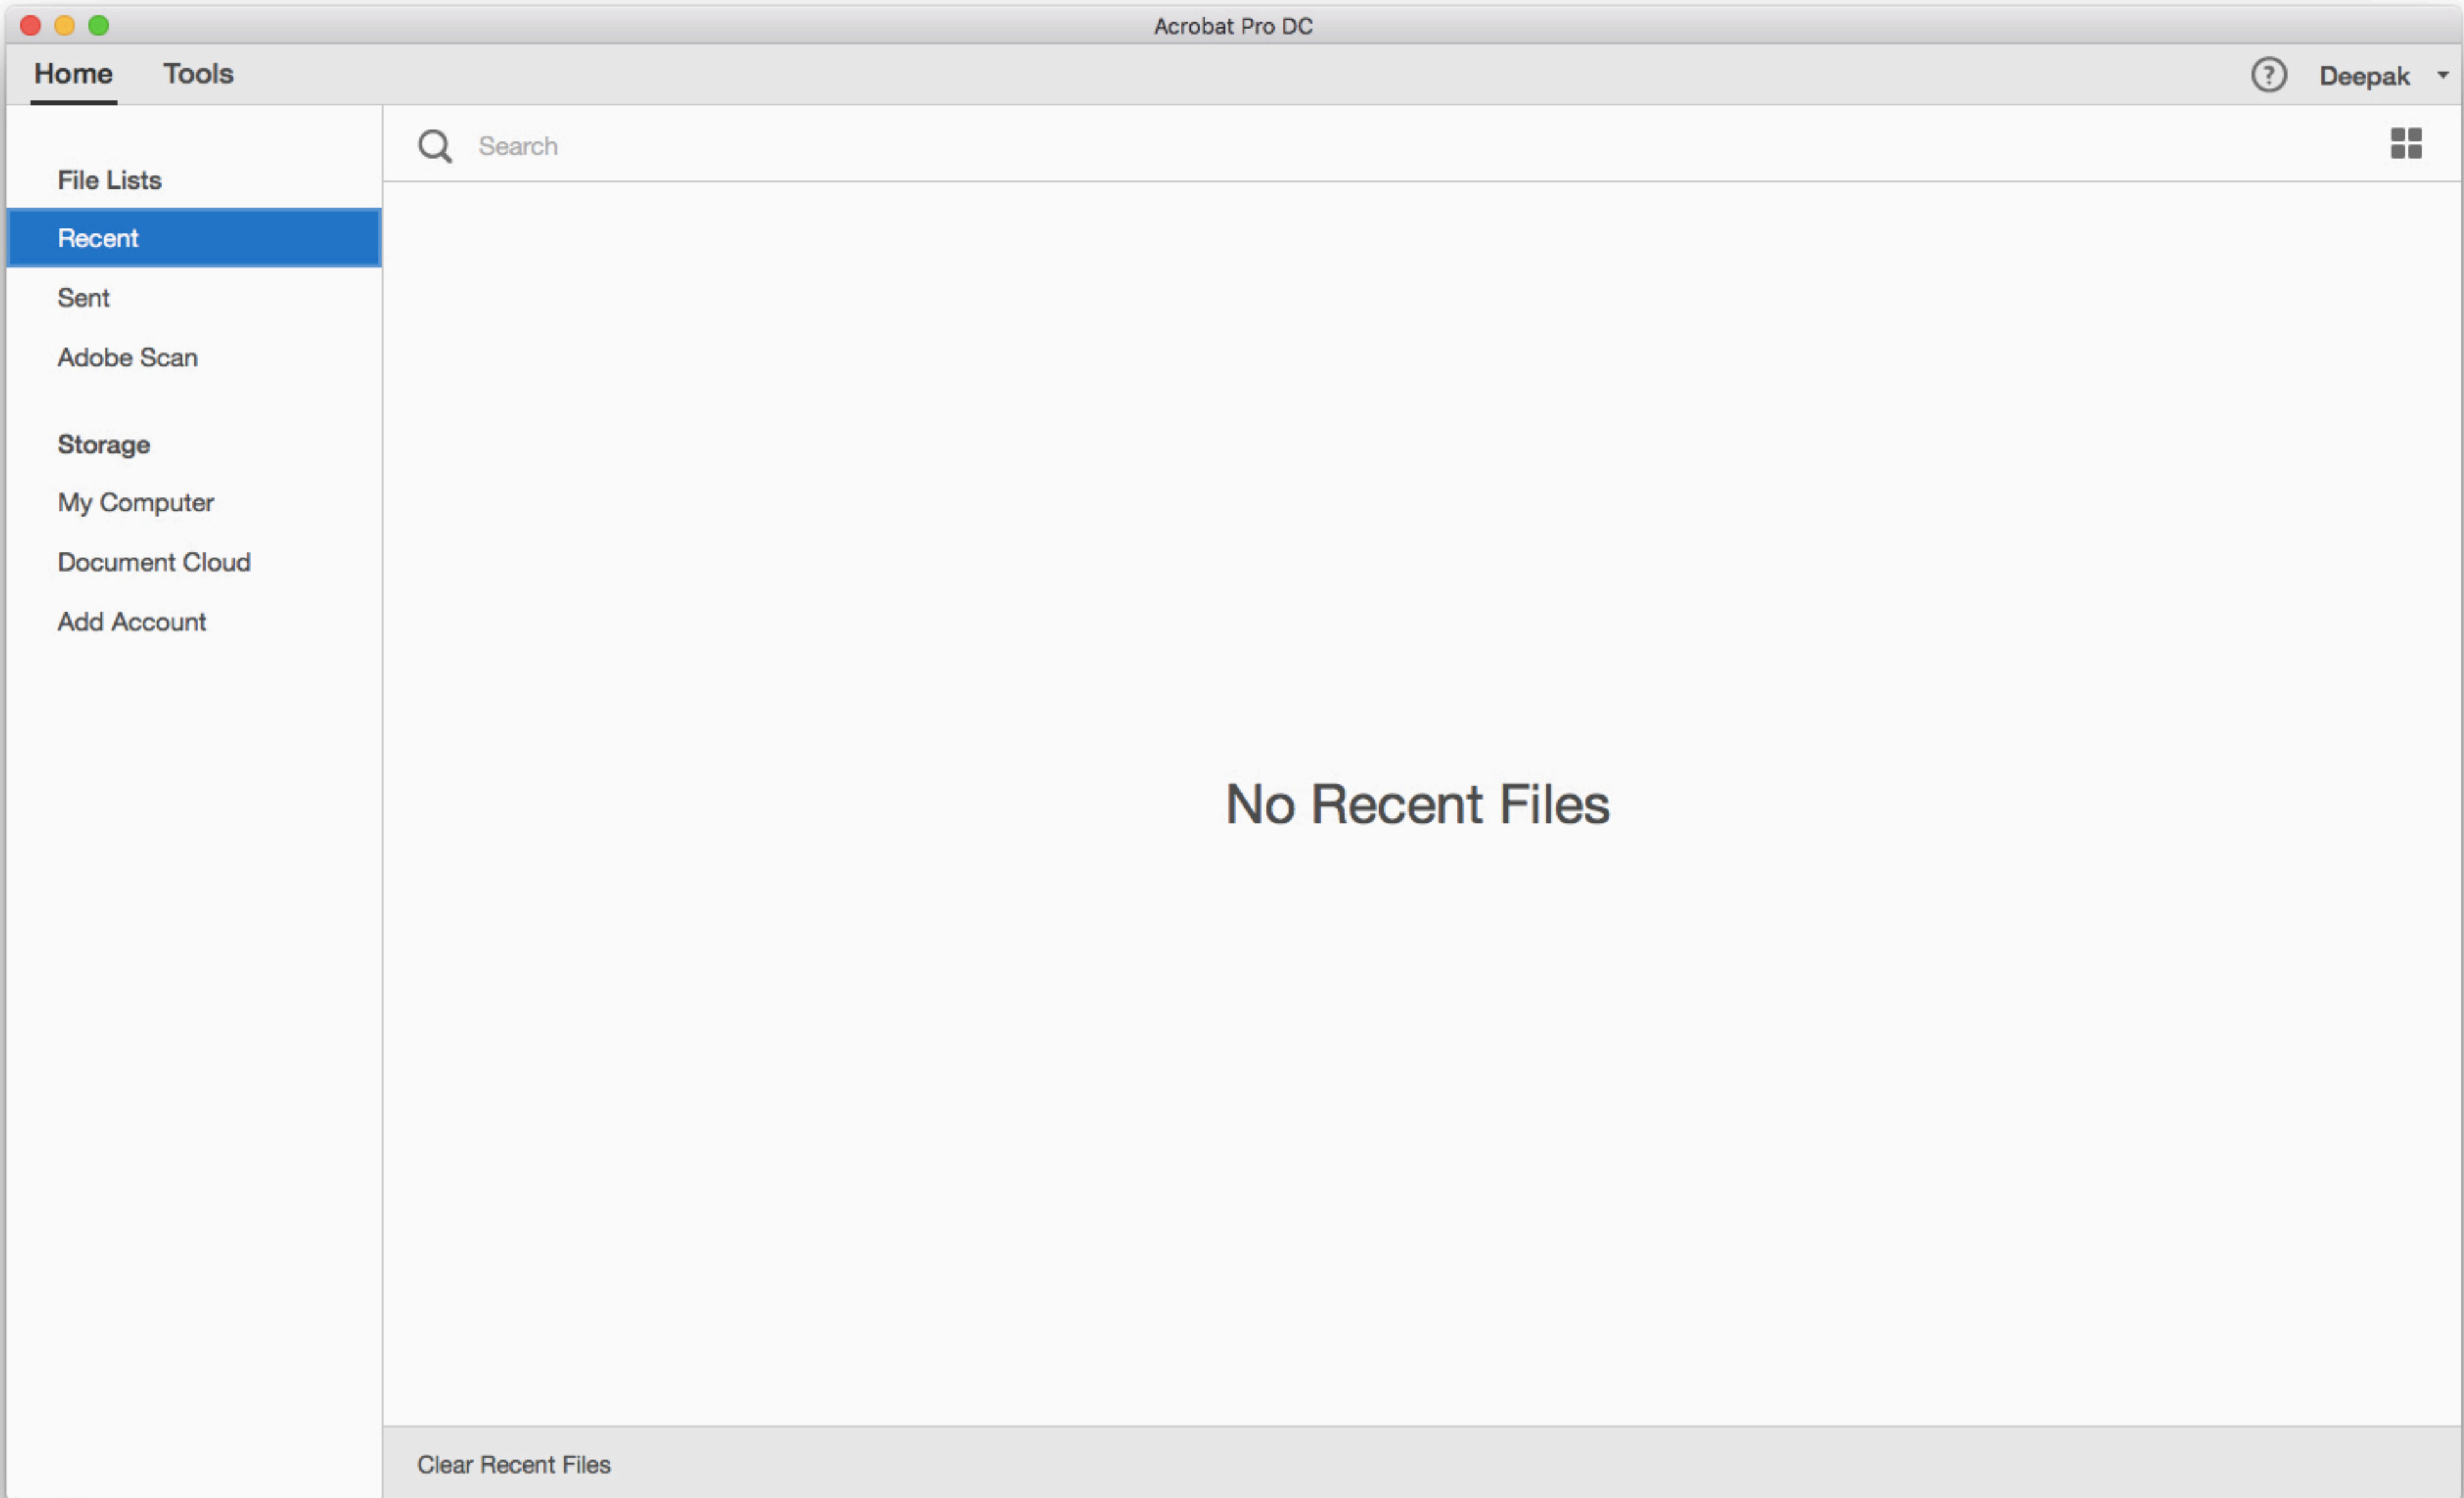 Acrobat Pro DC
Home Tools ? Deepak
Search
File Lists
Recent
Sent
Adobe Scan
Storage
My Computer
Document Cloud
Add Account
No Recent Files
Clear Recent Files